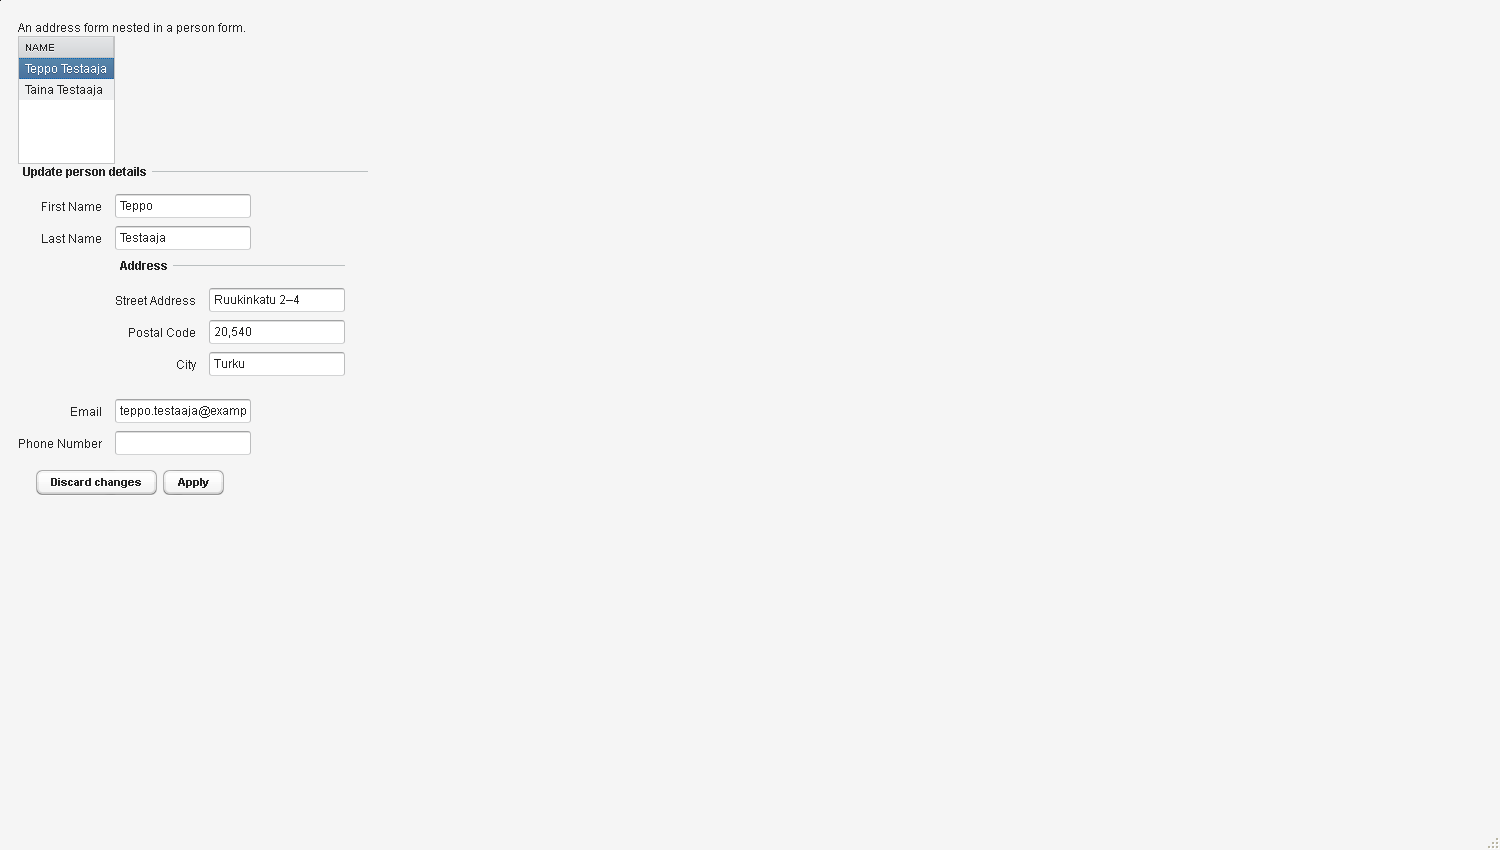 An address form nested in a person form.
NAME
Teppo Testaaja
Taina Testaaja
Update person details
First Name Teppo
Last Name Testaaja
Address
Street Address Ruukinkatu 2–4
Postal Code 20,540
City Turku
Email teppo.testaaja@examp
Phone Number
Discard changes Apply